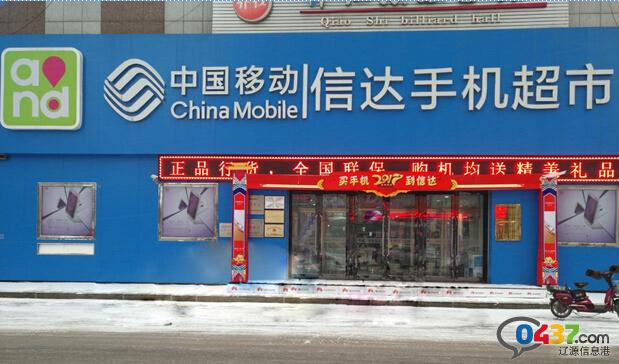 Qiao Shi billiard hall
and
中国移动
China Mobile
信达手机超市
正品行货，全国联保 购机均送精美礼品
买手机 2017 到信达
0437.com
辽源信息港